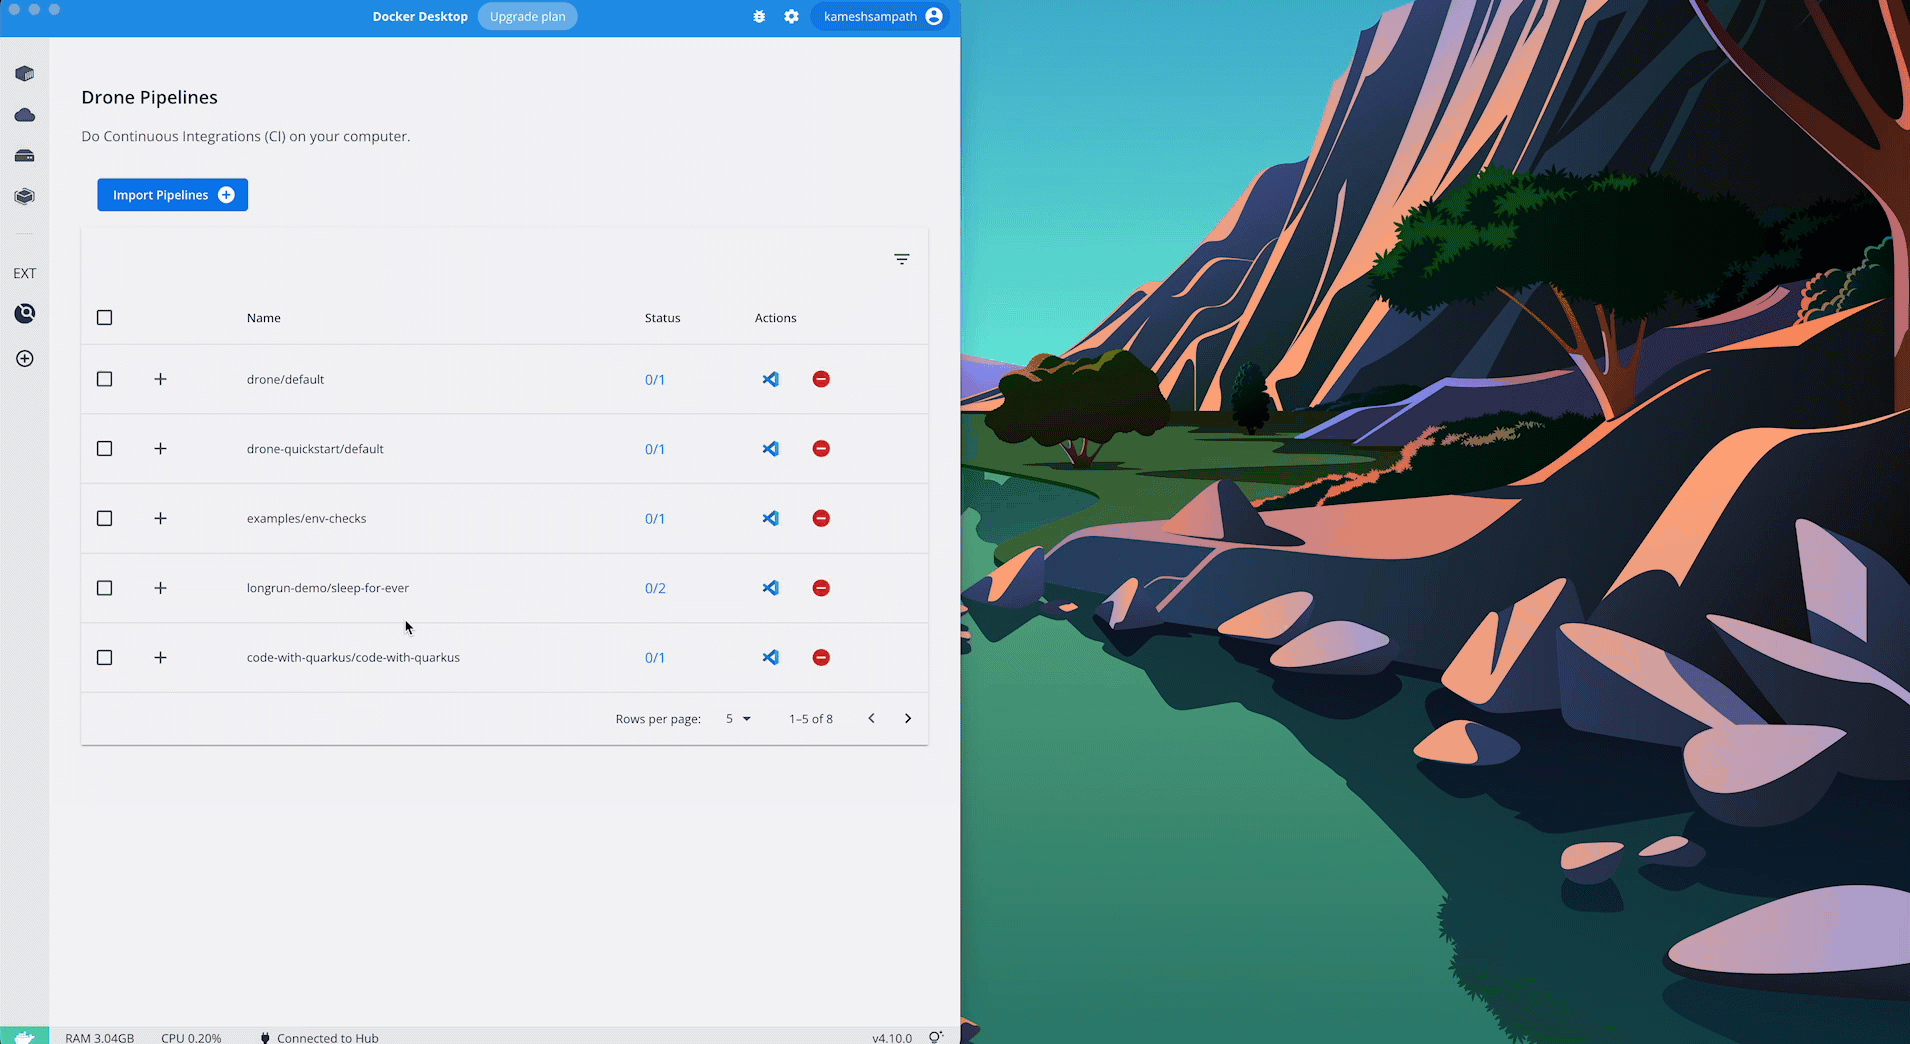 Docker Desktop Upgrade plan kameshsampath
Drone Pipelines
Do Continuous Integrations (CI) on your computer.
Import Pipelines
EXT
Name Status Actions
drone/default 0/1
drone-quickstart/default 0/1
examples/env-checks 0/1
longrun-demo/sleep-for-ever 0/2
code-with-quarkus/code-with-quarkus 0/1
Rows per page: 5 1–5 of 8
RAM 3.04GB CPU 0.20% Connected to Hub v4.10.0